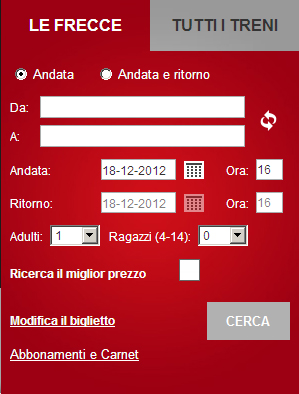 LE FRECCE TUTTI I TRENI
Andata Andata e ritorno
Da:
A:
Andata: 18-12-2012 Ora: 16
Ritorno: 18-12-2012 Ora: 16
Adulti: 1 Ragazzi (4-14): 0
Ricerca il miglior prezzo
Modifica il biglietto CERCA
Abbonamenti e Carnet